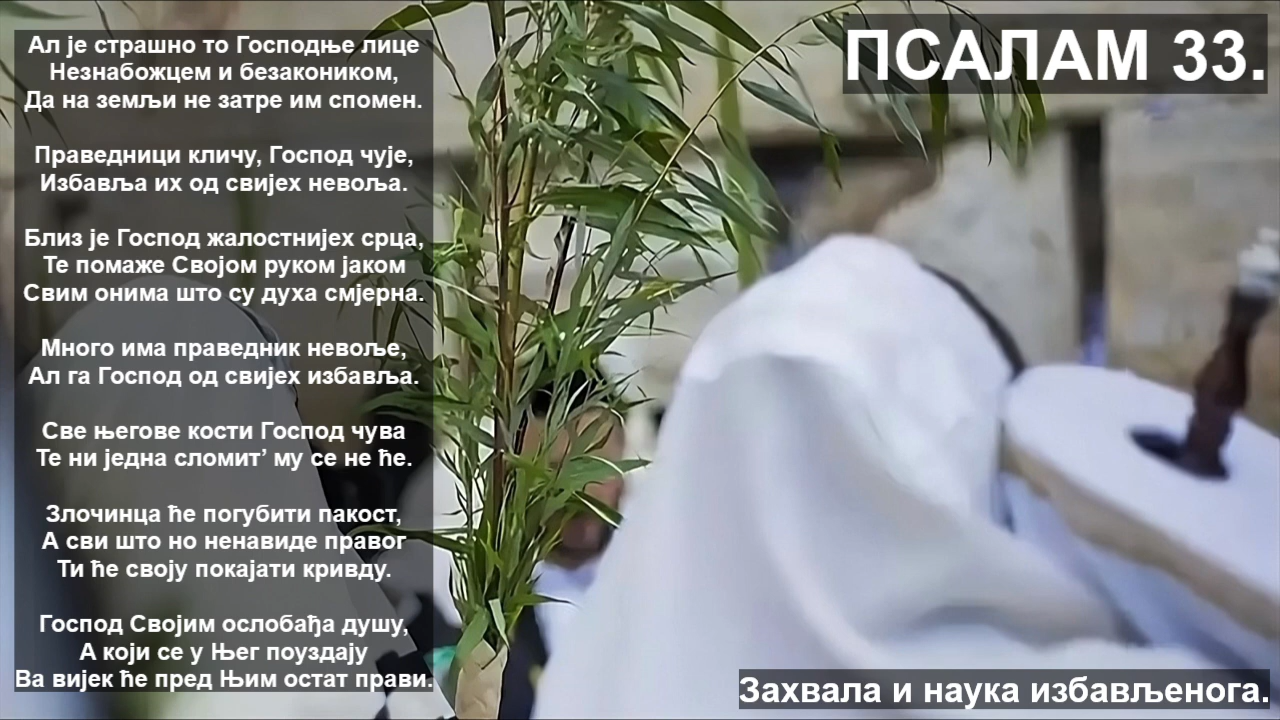 ПСАЛАМ 33.
Ал је страшно то Господње лице
Незнабожцем и безакоником,
Да на земљи не затре им спомен.
Праведници кличу, Господ чује,
Избавља их од свијех невоља.
Близ је Господ жалостнијех срца,
Те помаже Својом руком јаком
Свим онима што су духа смјерна.
Много има праведник невоље,
Ал га Господ од свијех избавља.
Све његове кости Господ чува
Те ни једна сломит’ му се не ће.
Злочинца ће погубити пакост,
А сви што но ненавиде правог
Ти ће своју покајати кривду.
Господ Својим ослобађа душу,
А који се у Њег поуздају
Ва вијек ће пред Њим остат прави.
Захвала и наука избављенога.